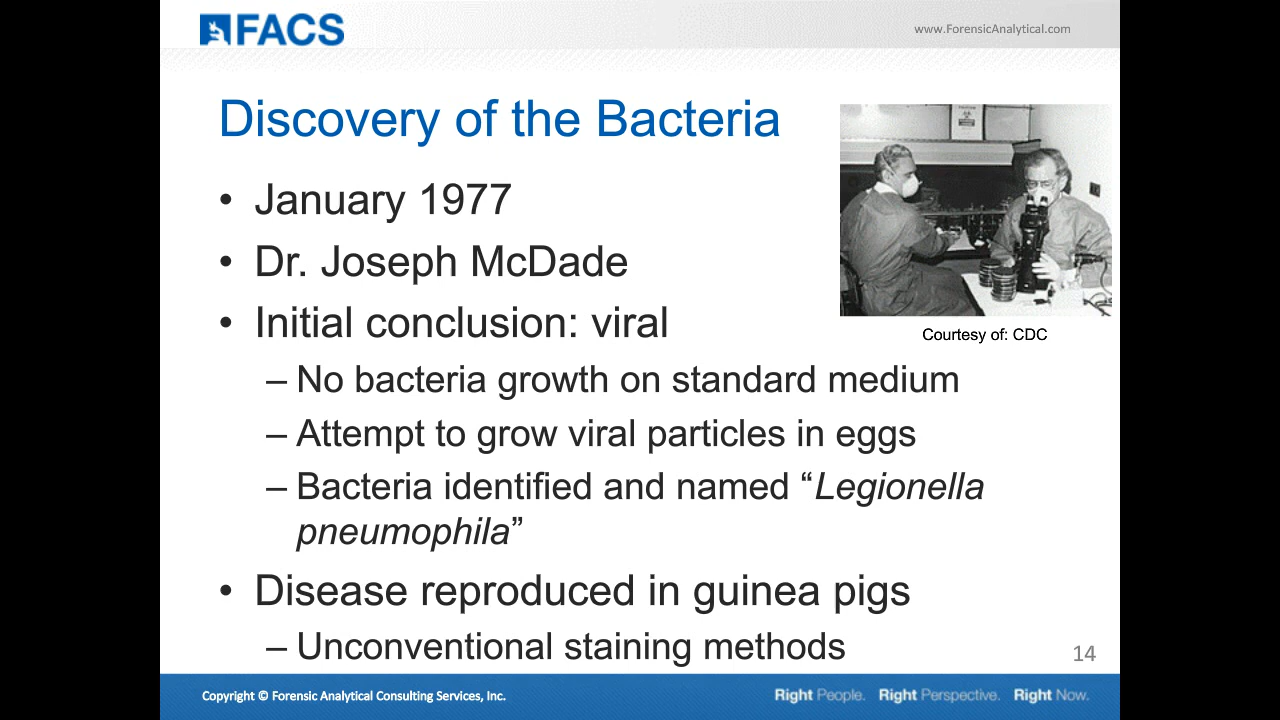 FACS
www.ForensicAnalytical.com
Discovery of the Bacteria
• January 1977
• Dr. Joseph McDade
• Initial conclusion: viral
– No bacteria growth on standard medium
– Attempt to grow viral particles in eggs
– Bacteria identified and named “Legionella
pneumophila”
• Disease reproduced in guinea pigs
– Unconventional staining methods
Courtesy of: CDC
14
Copyright © Forensic Analytical Consulting Services, Inc.
Right People. Right Perspective. Right Now.